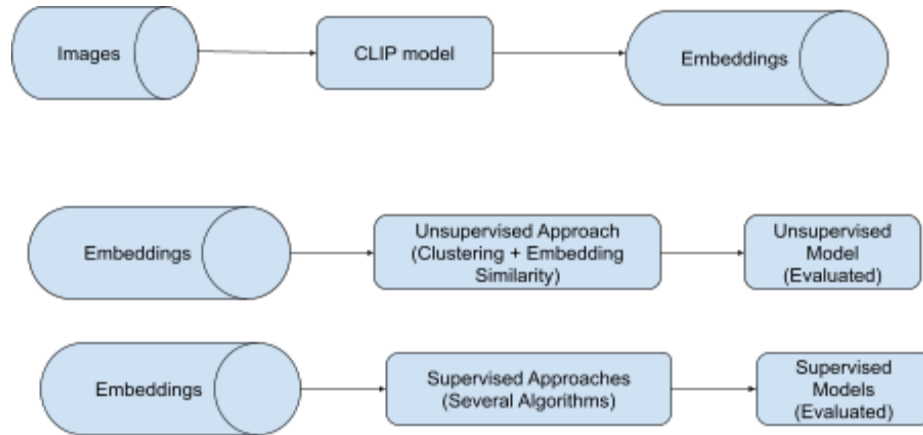 Images
CLIP model
Embeddings
Embeddings
Unsupervised Approach
(Clustering + Embedding
Similarity)
Unsupervised
Model
(Evaluated)
Embeddings
Supervised Approaches
(Several Algorithms)
Supervised
Models
(Evaluated)